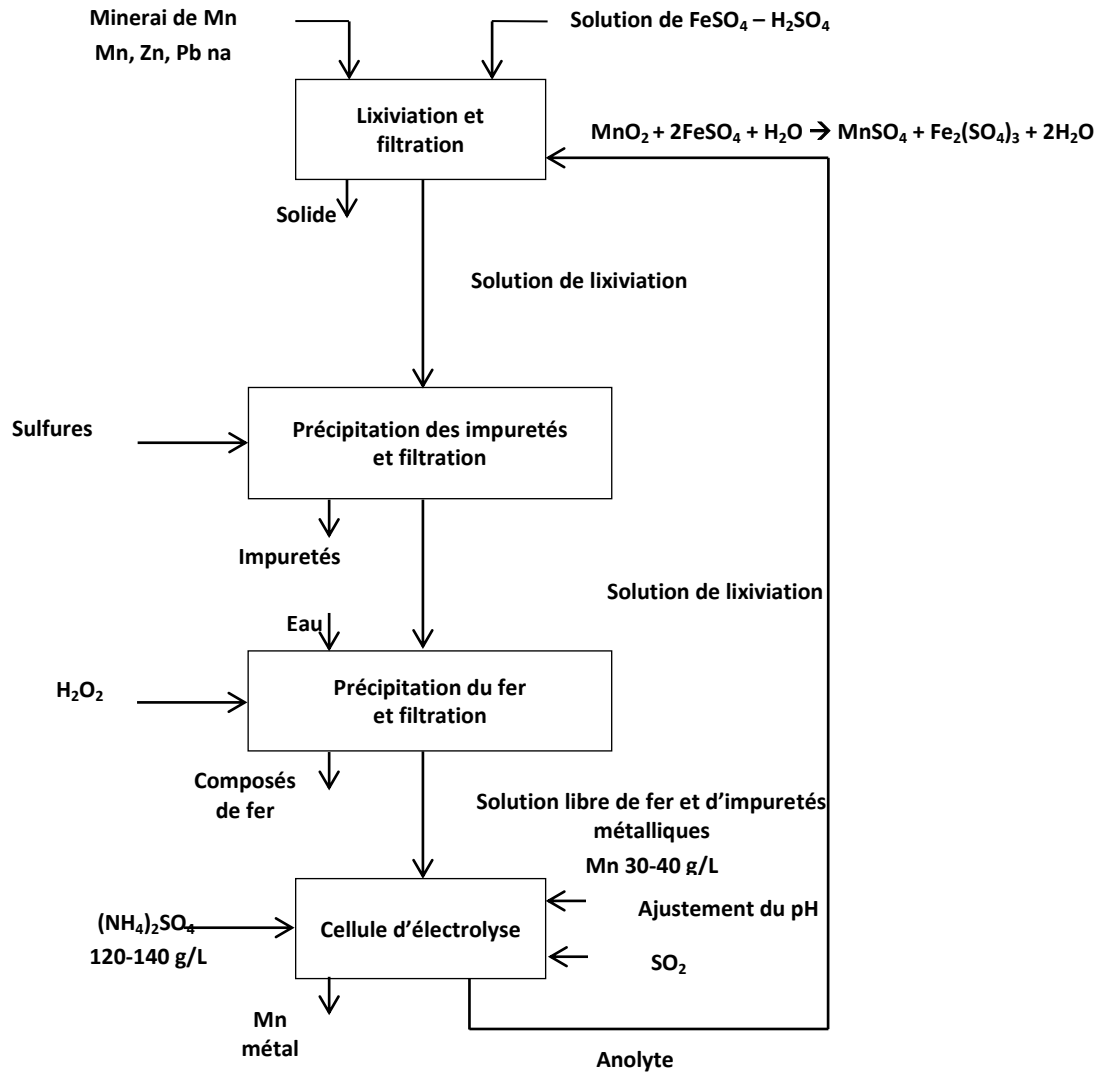 Minerai de Mn
Mn, Zn, Pb na
Solution de FeSO₄ – H₂SO₄
Lixiviation et
filtration
MnO₂ + 2FeSO₄ + H₂O → MnSO₄ + Fe₂(SO₄)₃ + 2H₂O
Solide
Solution de lixiviation
Sulfures
Précipitation des impuretés
et filtration
Impuretés
Solution de lixiviation
Eau
H₂O₂
Précipitation du fer
et filtration
Composés
de fer
Solution libre de fer et d’impuretés
métalliques
Mn 30-40 g/L
(NH₄)₂SO₄
120-140 g/L
Cellule d’électrolyse
Ajustement du pH
SO₂
Mn
métal
Anolyte